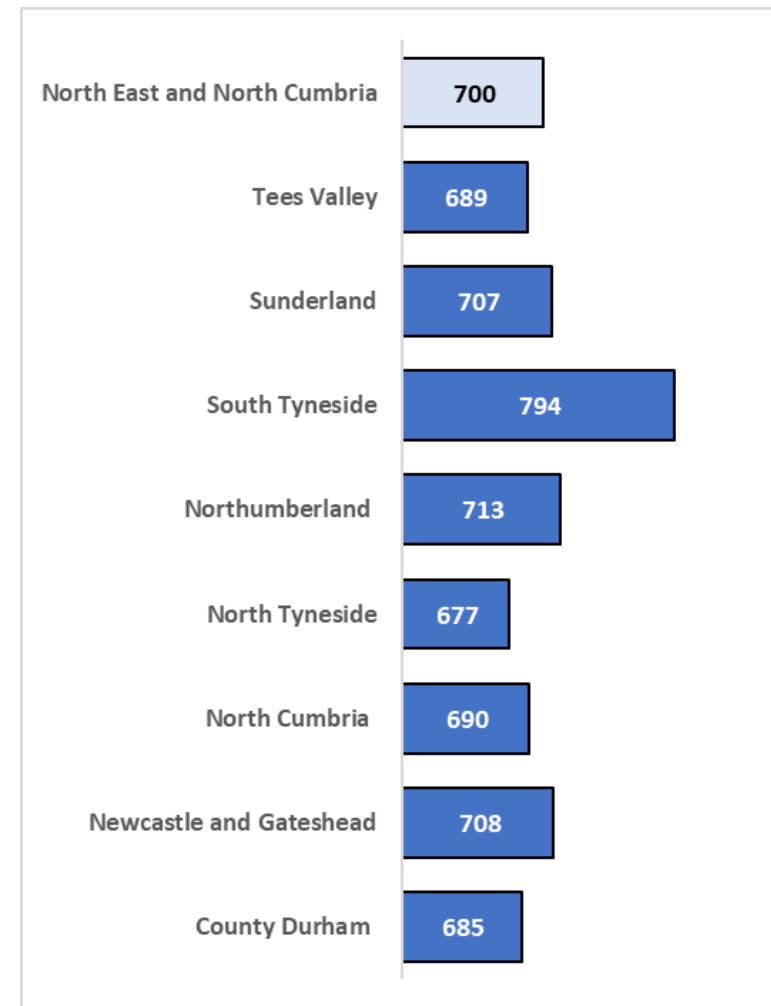 North East and North Cumbria 700
Tees Valley 689
Sunderland 707
South Tyneside 794
Northumberland 713
North Tyneside 677
North Cumbria 690
Newcastle and Gateshead 708
County Durham 685